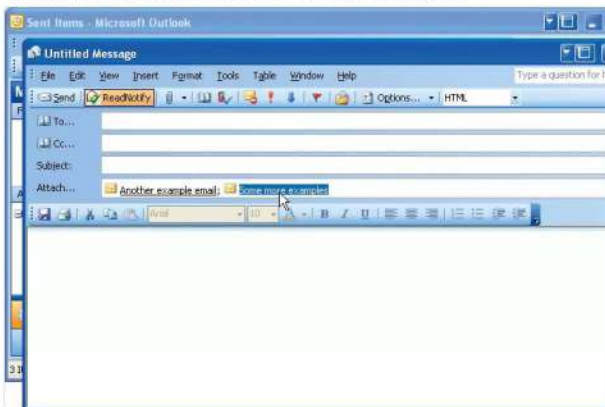 Sent Items - Microsoft Outlook
Untitled Message
File Edit View Insert Format Tools Table Window Help Type a question for h
Send ReadNotify Options... HTML
To...
Cc...
Subject:
Attach... Another example email; Some more examples
Arial 10 A B I U